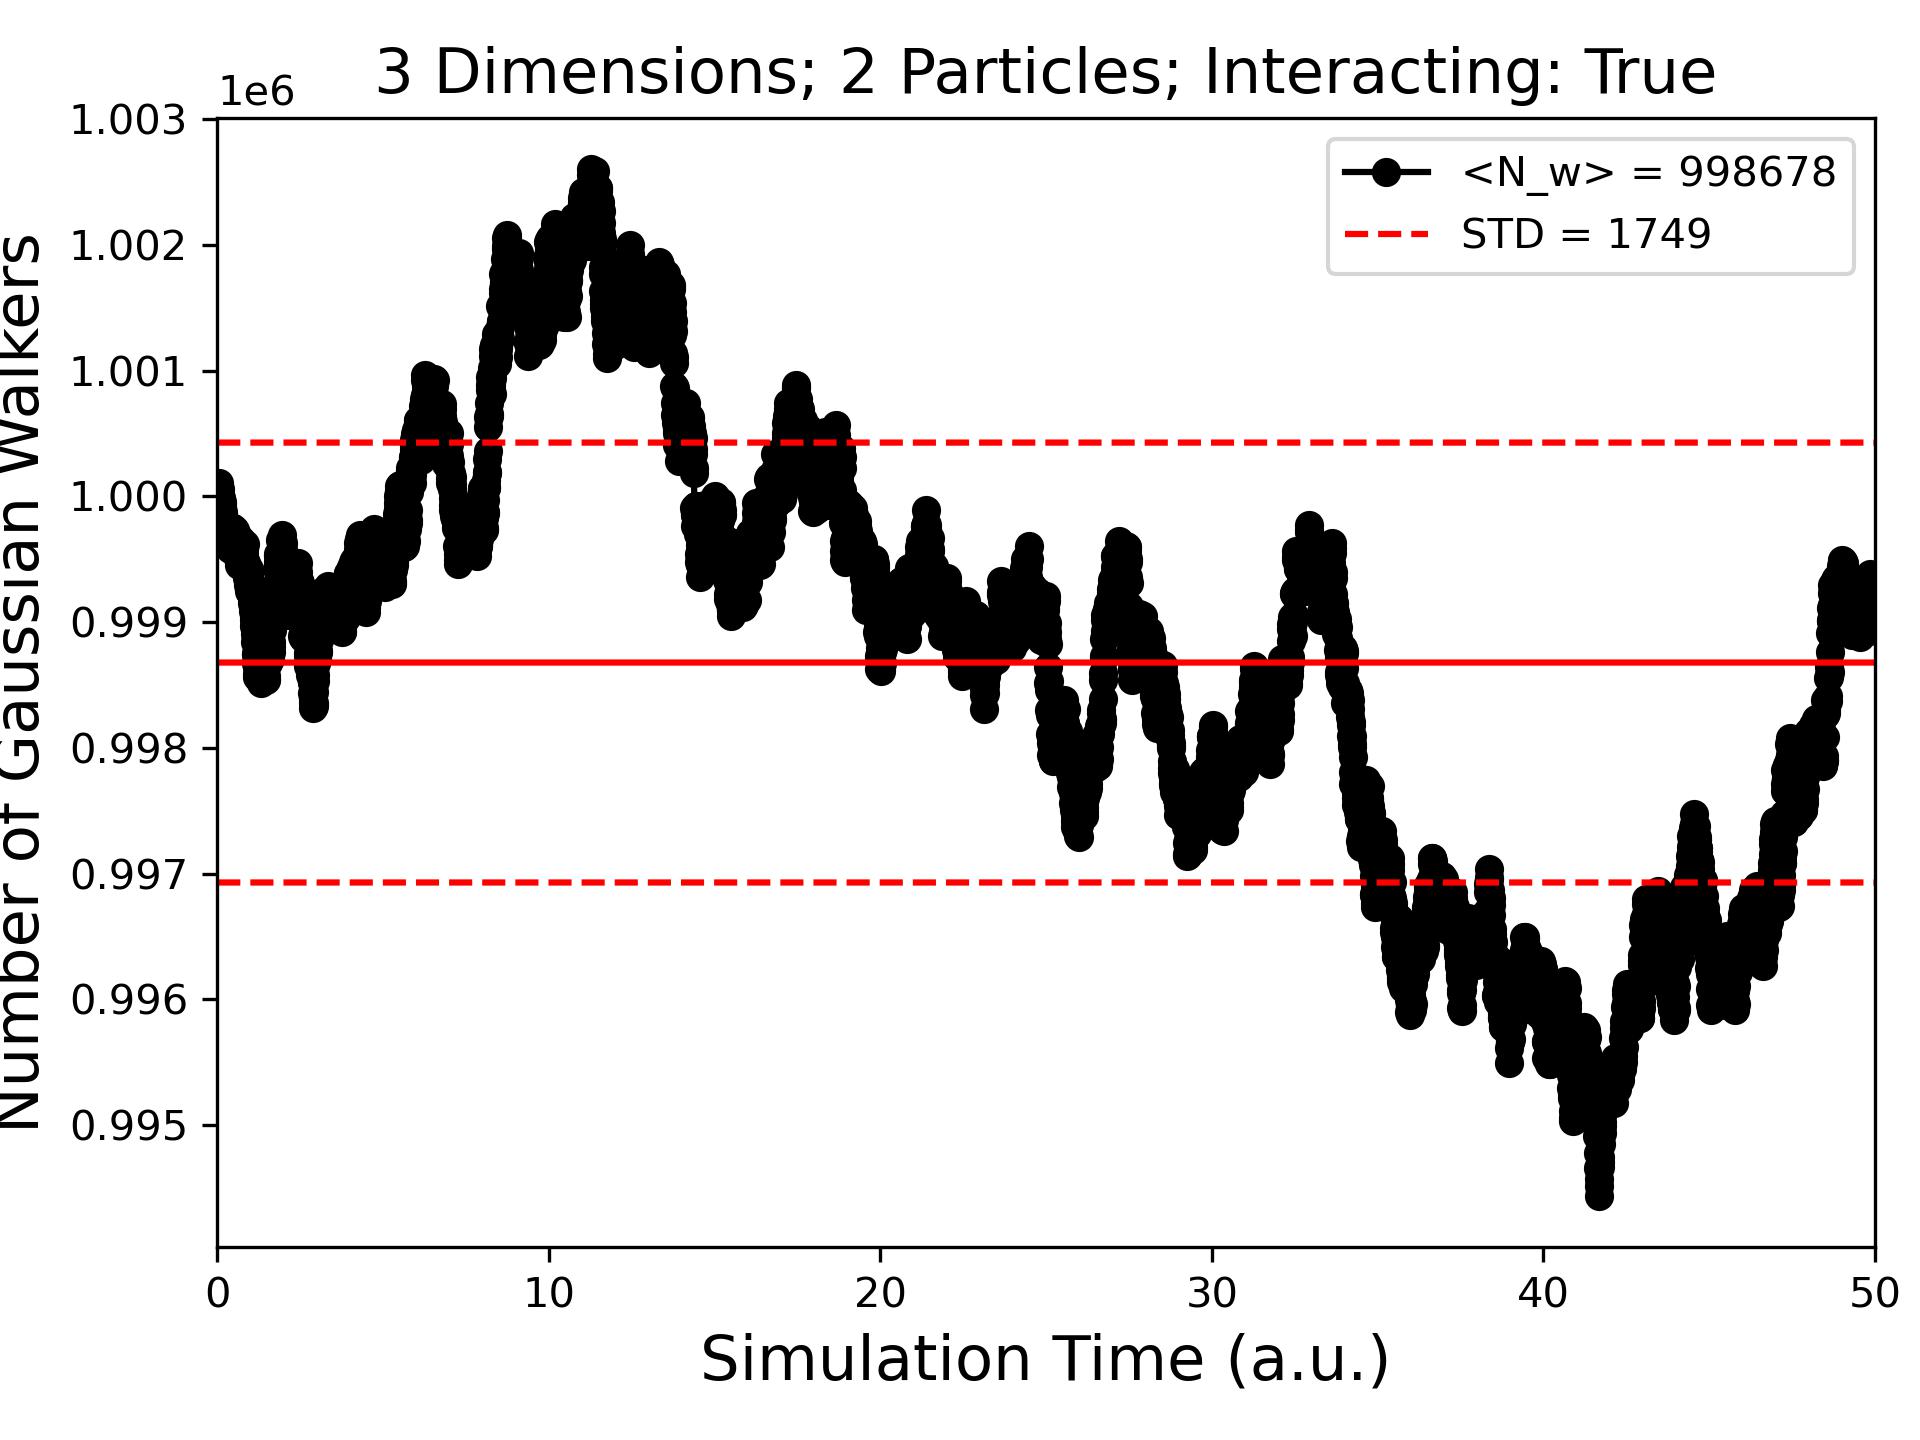 3 Dimensions; 2 Particles; Interacting: True
1e6
1.003
1.002
1.001
1.000
0.999
0.998
0.997
0.996
0.995
Number of Gaussian Walkers
<N_w> = 998678
STD = 1749
0 10 20 30 40 50
Simulation Time (a.u.)